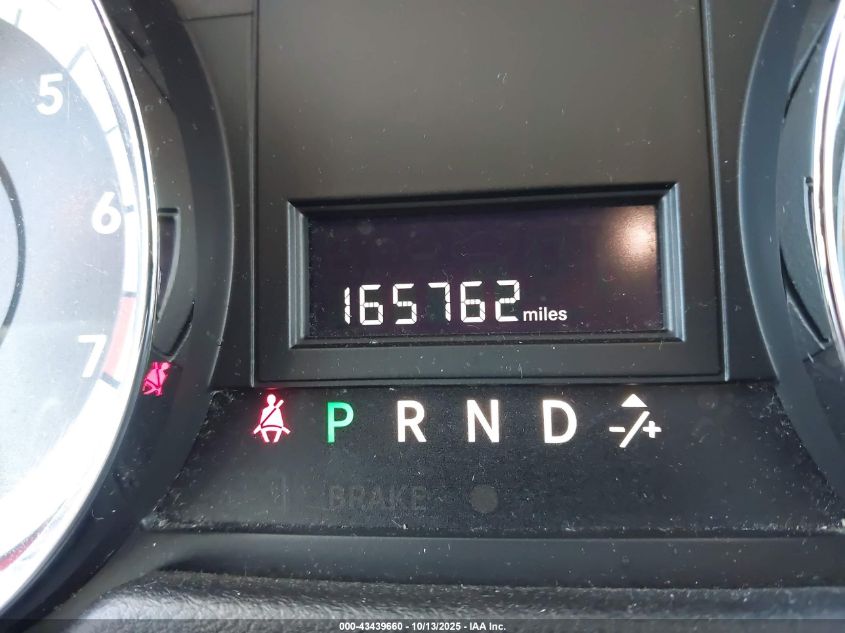 5
6
7
165762 miles
P R N D -/+
BRAKE
000-43439660 - 10/13/2025 - IAA Inc.